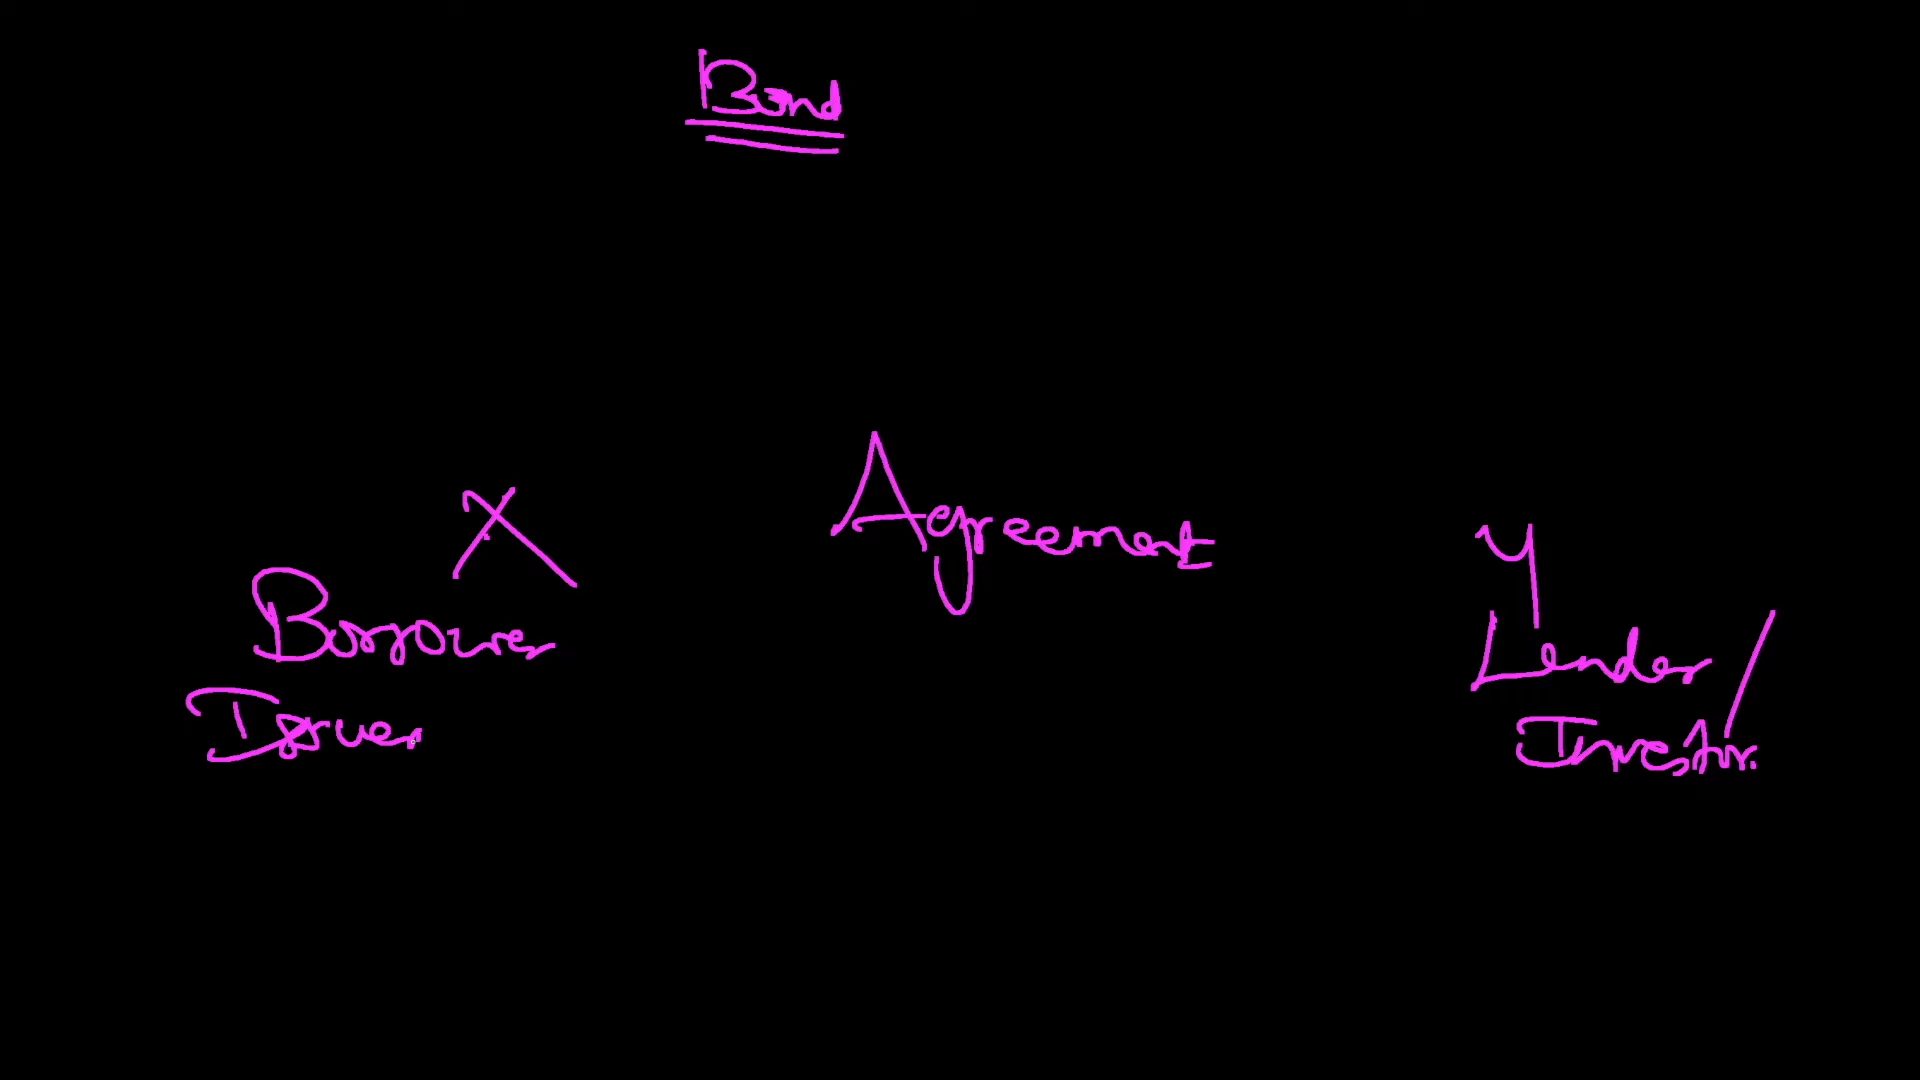 Bond
Agreement
X
Y
Borrower
Lender /
Issuer
Investor.